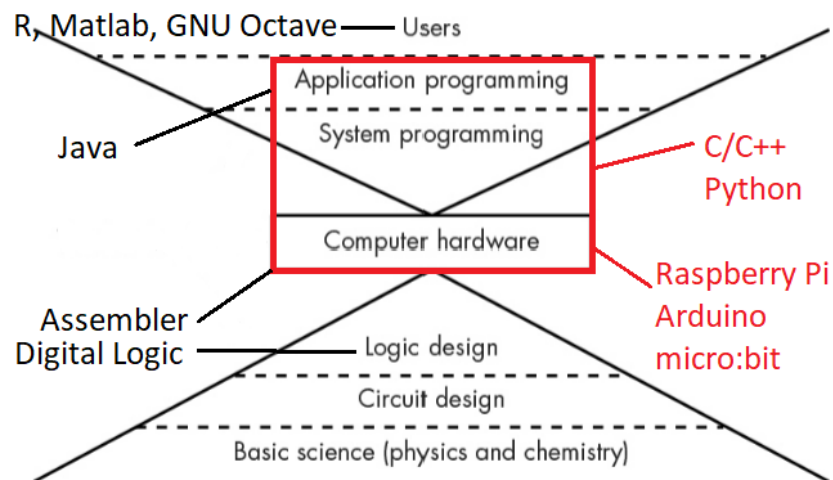 R, Matlab, GNU Octave
Users
Application programming
Java
System programming
C/C++
Python
Computer hardware
Raspberry Pi
Arduino
micro:bit
Assembler
Digital Logic
Logic design
Circuit design
Basic science (physics and chemistry)